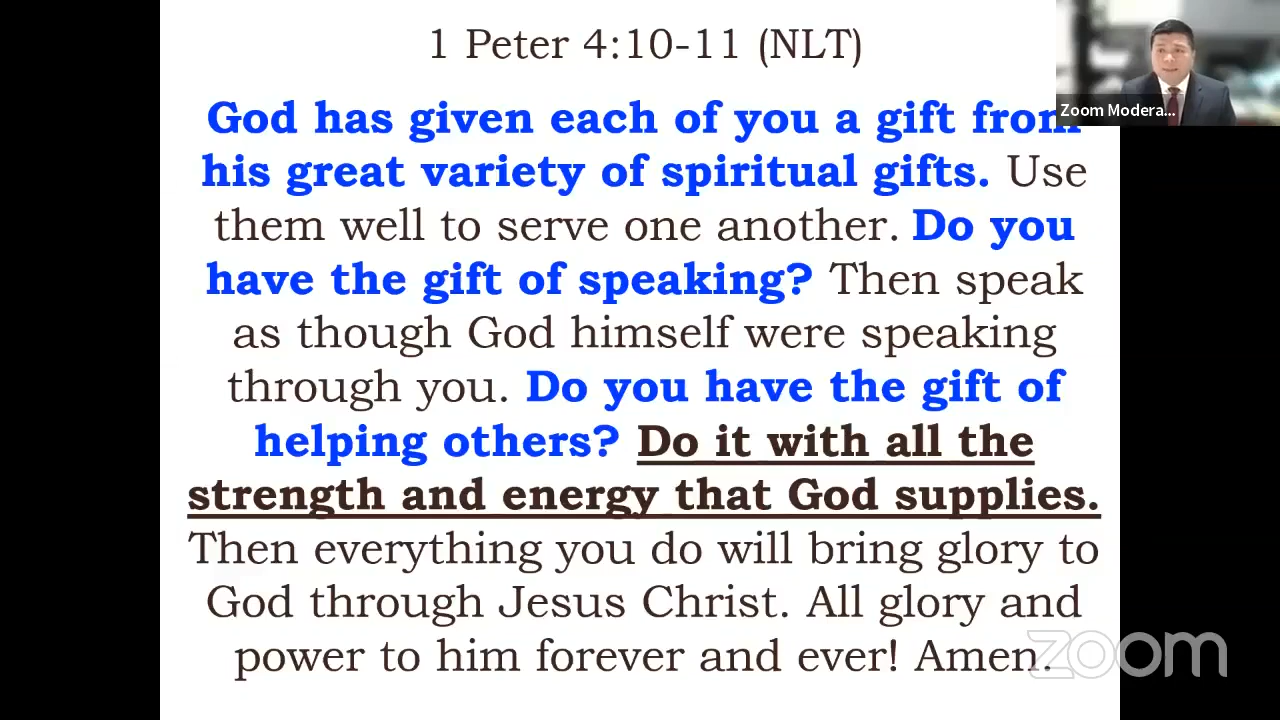 1 Peter 4:10-11 (NLT)
God has given each of you a gift from
his great variety of spiritual gifts. Use
them well to serve one another. Do you
have the gift of speaking? Then speak
as though God himself were speaking
through you. Do you have the gift of
helping others? Do it with all the
strength and energy that God supplies.
Then everything you do will bring glory to
God through Jesus Christ. All glory and
power to him forever and ever! Amen.
Zoom Modera...
zoom